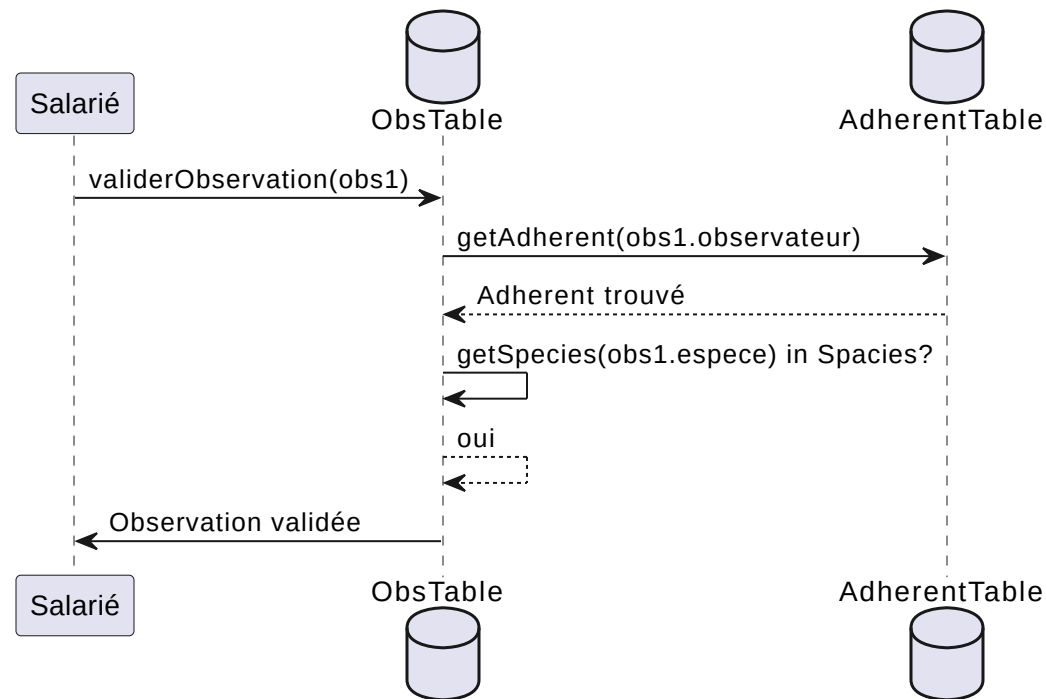 Salarié
ObsTable
AdherentTable
validerObservation(obs1)
getAdherent(obs1.observateur)
Adherent trouvé
getSpecies(obs1.espece) in Spacies?
oui
Observation validée
Salarié
ObsTable
AdherentTable